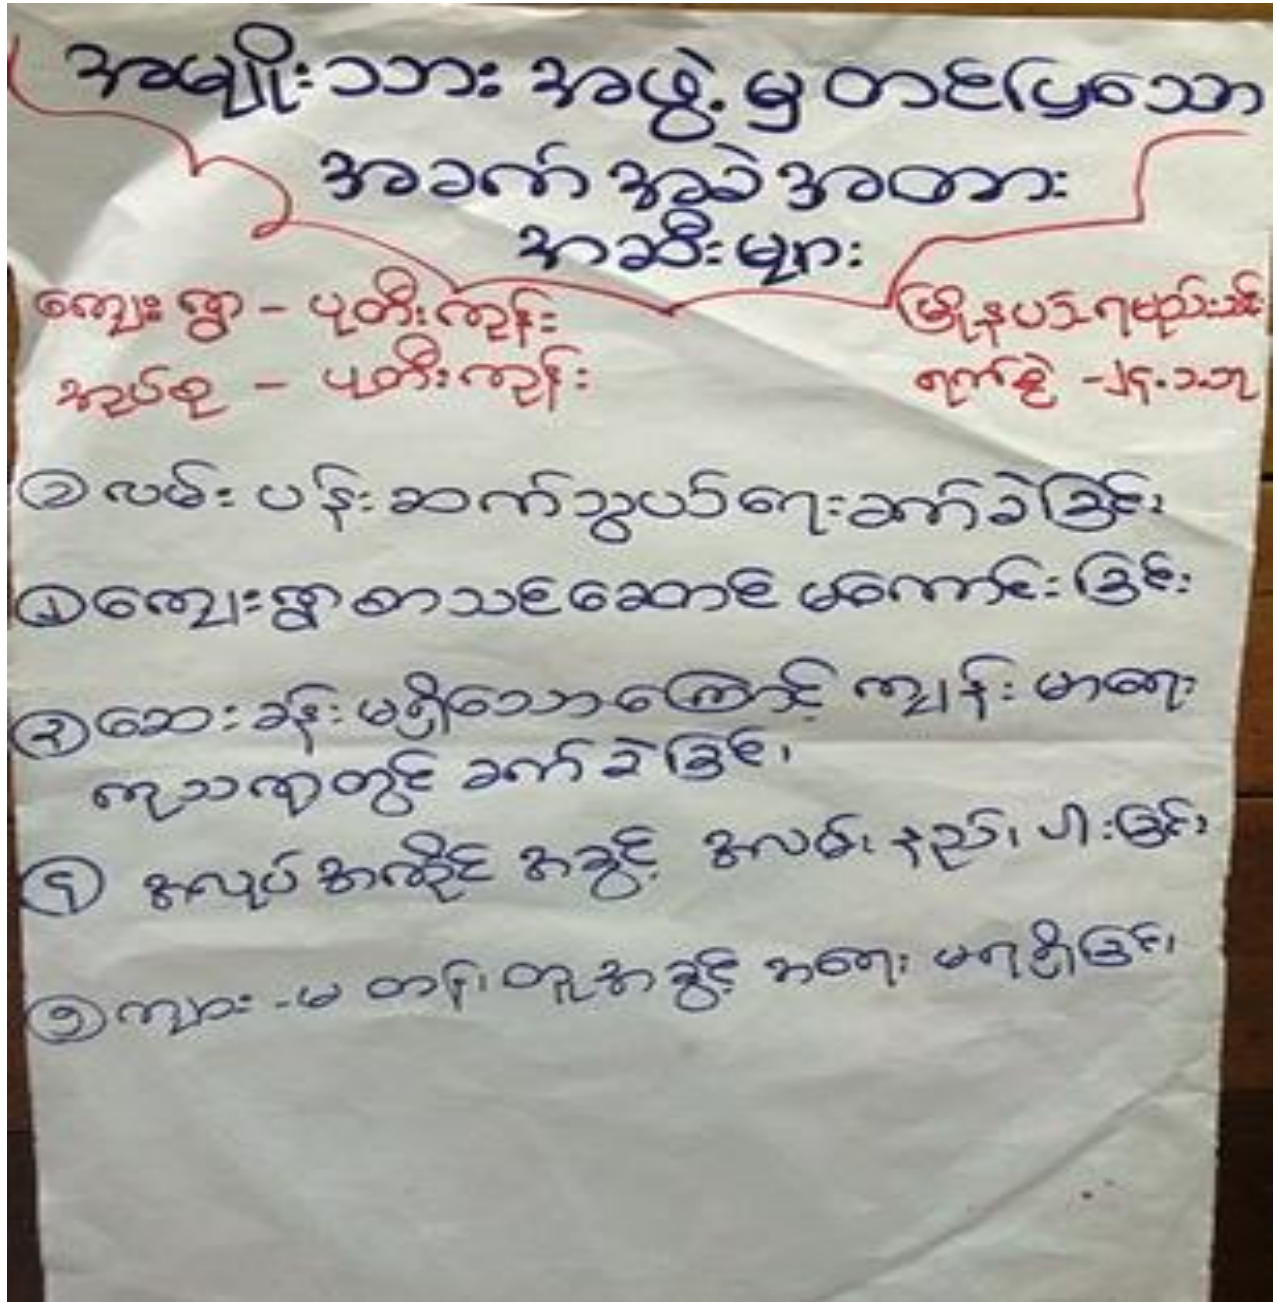 အမျိုးသားအဖွဲ့မှတင်ပြသော
အခက်အခဲအတား
အဆီးများ
ကျေးရွာ - ပုတီးကုန်း မြို့နယ် ရမည်းသင်း
အုပ်စု - ပုတီးကုန်း ရက်စွဲ - ၂၄.၁.၁၇
၁ လမ်းပန်းဆက်သွယ်ရေးခက်ခဲခြင်း၊
၂ ကျေးရွာစာသင်ဆောင် မကောင်းခြင်း၊
၃ ဆေးခန်းမရှိသောကြောင့် ကျန်းမာရေး
ကုသရာတွင် ခက်ခဲခြင်း၊
၄ အလုပ်အကိုင် အခွင့် အလမ်း နည်းပါးခြင်း၊
၅ ကျား-မ တန်းတူအခွင့် အရေး မရရှိခြင်း၊